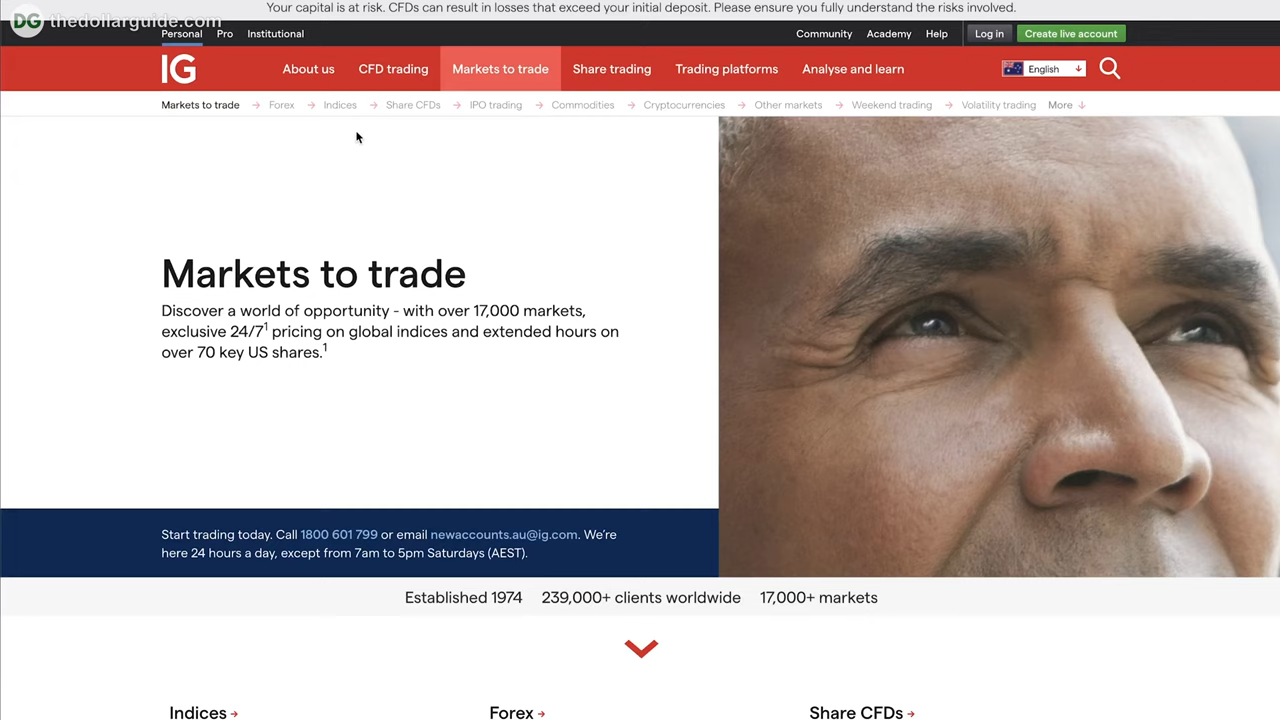 Your capital is at risk. CFDs can result in losses that exceed your initial deposit. Please ensure you fully understand the risks involved.
DG thedollarguide.com
Personal Pro Institutional Community Academy Help Log in Create live account
IG About us CFD trading Markets to trade Share trading Trading platforms Analyse and learn English
Markets to trade → Forex → Indices → Share CFDs → IPO trading → Commodities → Cryptocurrencies → Other markets → Weekend trading → Volatility trading More ↓
Markets to trade
Discover a world of opportunity - with over 17,000 markets,
exclusive 24/7¹ pricing on global indices and extended hours on
over 70 key US shares.¹
Start trading today. Call 1800 601 799 or email newaccounts.au@ig.com. We're
here 24 hours a day, except from 7am to 5pm Saturdays (AEST).
Established 1974 239,000+ clients worldwide 17,000+ markets
Indices → Forex → Share CFDs →